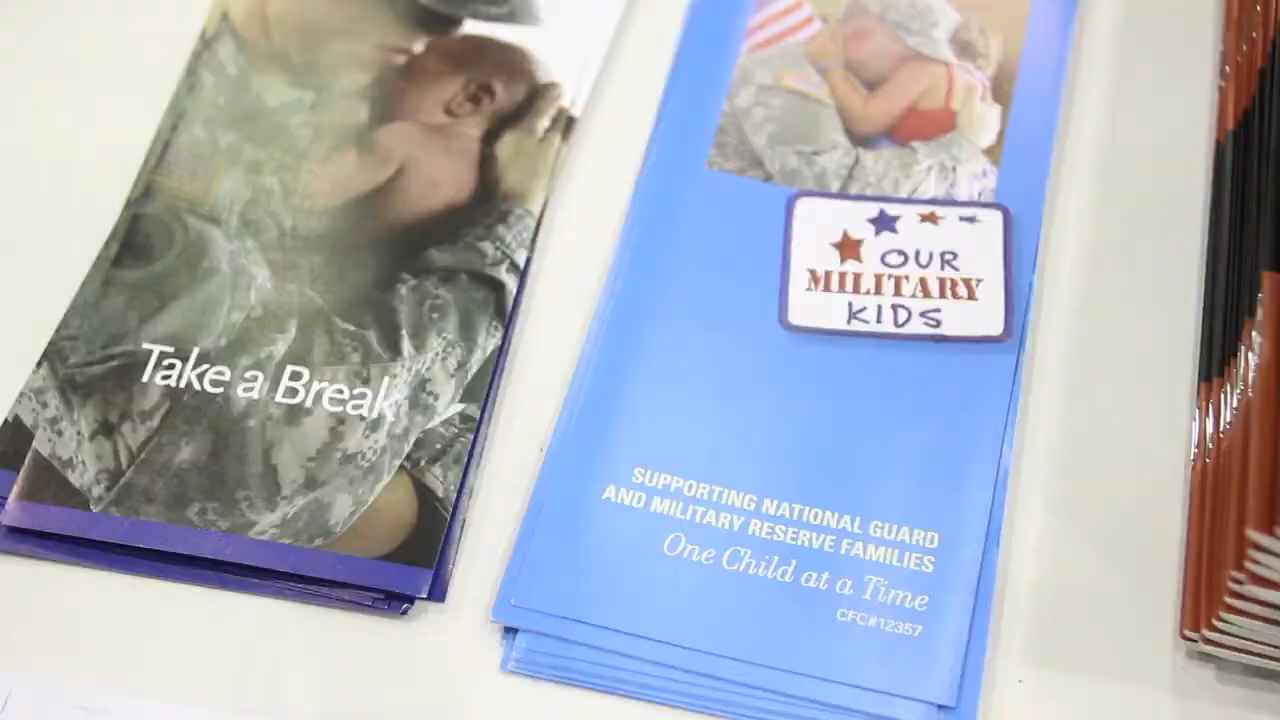 Take a Break
OUR
MILITARY
KIDS
SUPPORTING NATIONAL GUARD
AND MILITARY RESERVE FAMILIES
One Child at a Time
CFC#12357